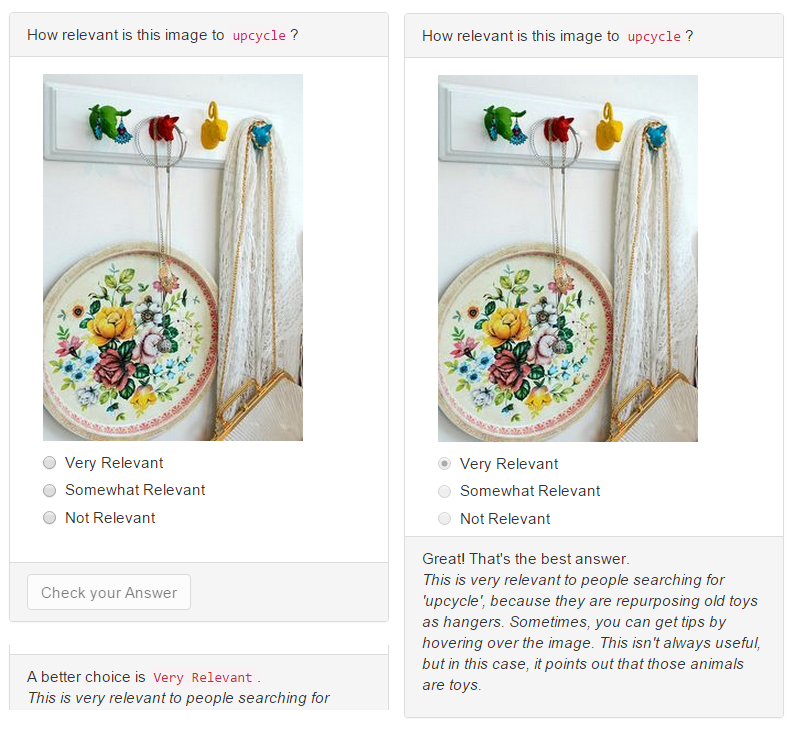 How relevant is this image to upcycle ?
Very Relevant
Somewhat Relevant
Not Relevant
Check your Answer
A better choice is Very Relevant .
This is very relevant to people searching for
How relevant is this image to upcycle ?
Very Relevant
Somewhat Relevant
Not Relevant
Great! That's the best answer.
This is very relevant to people searching for
'upcycle', because they are repurposing old toys
as hangers. Sometimes, you can get tips by
hovering over the image. This isn't always useful,
but in this case, it points out that those animals
are toys.